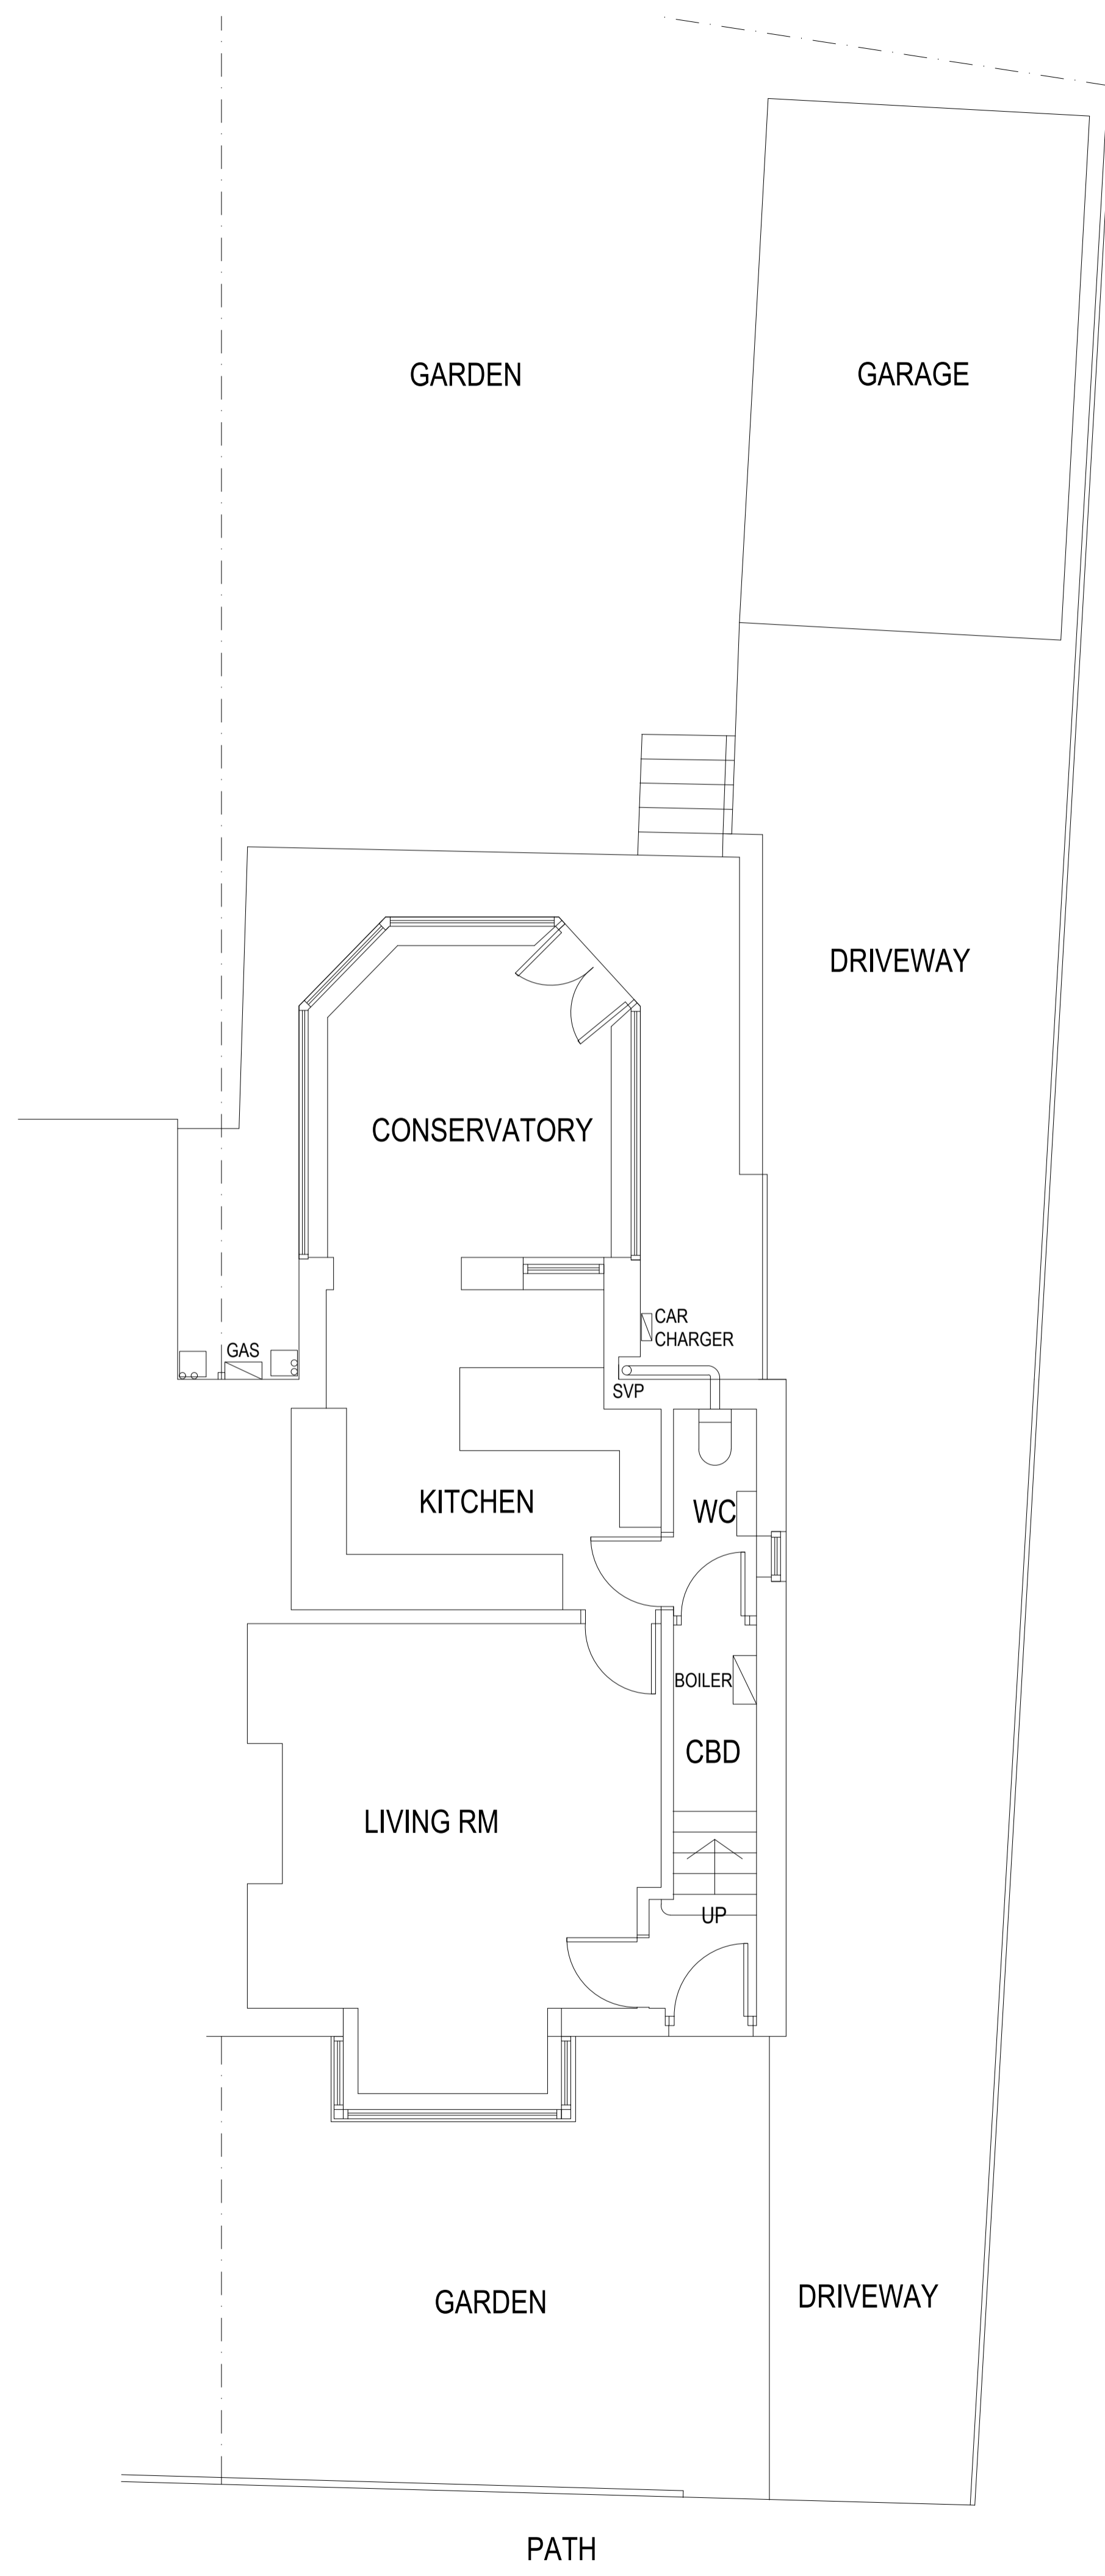 GARDEN
GARAGE
DRIVEWAY
CONSERVATORY
CAR
CHARGER
GAS
SVP
KITCHEN
WC
BOILER
CBD
LIVING RM
UP
GARDEN
DRIVEWAY
PATH